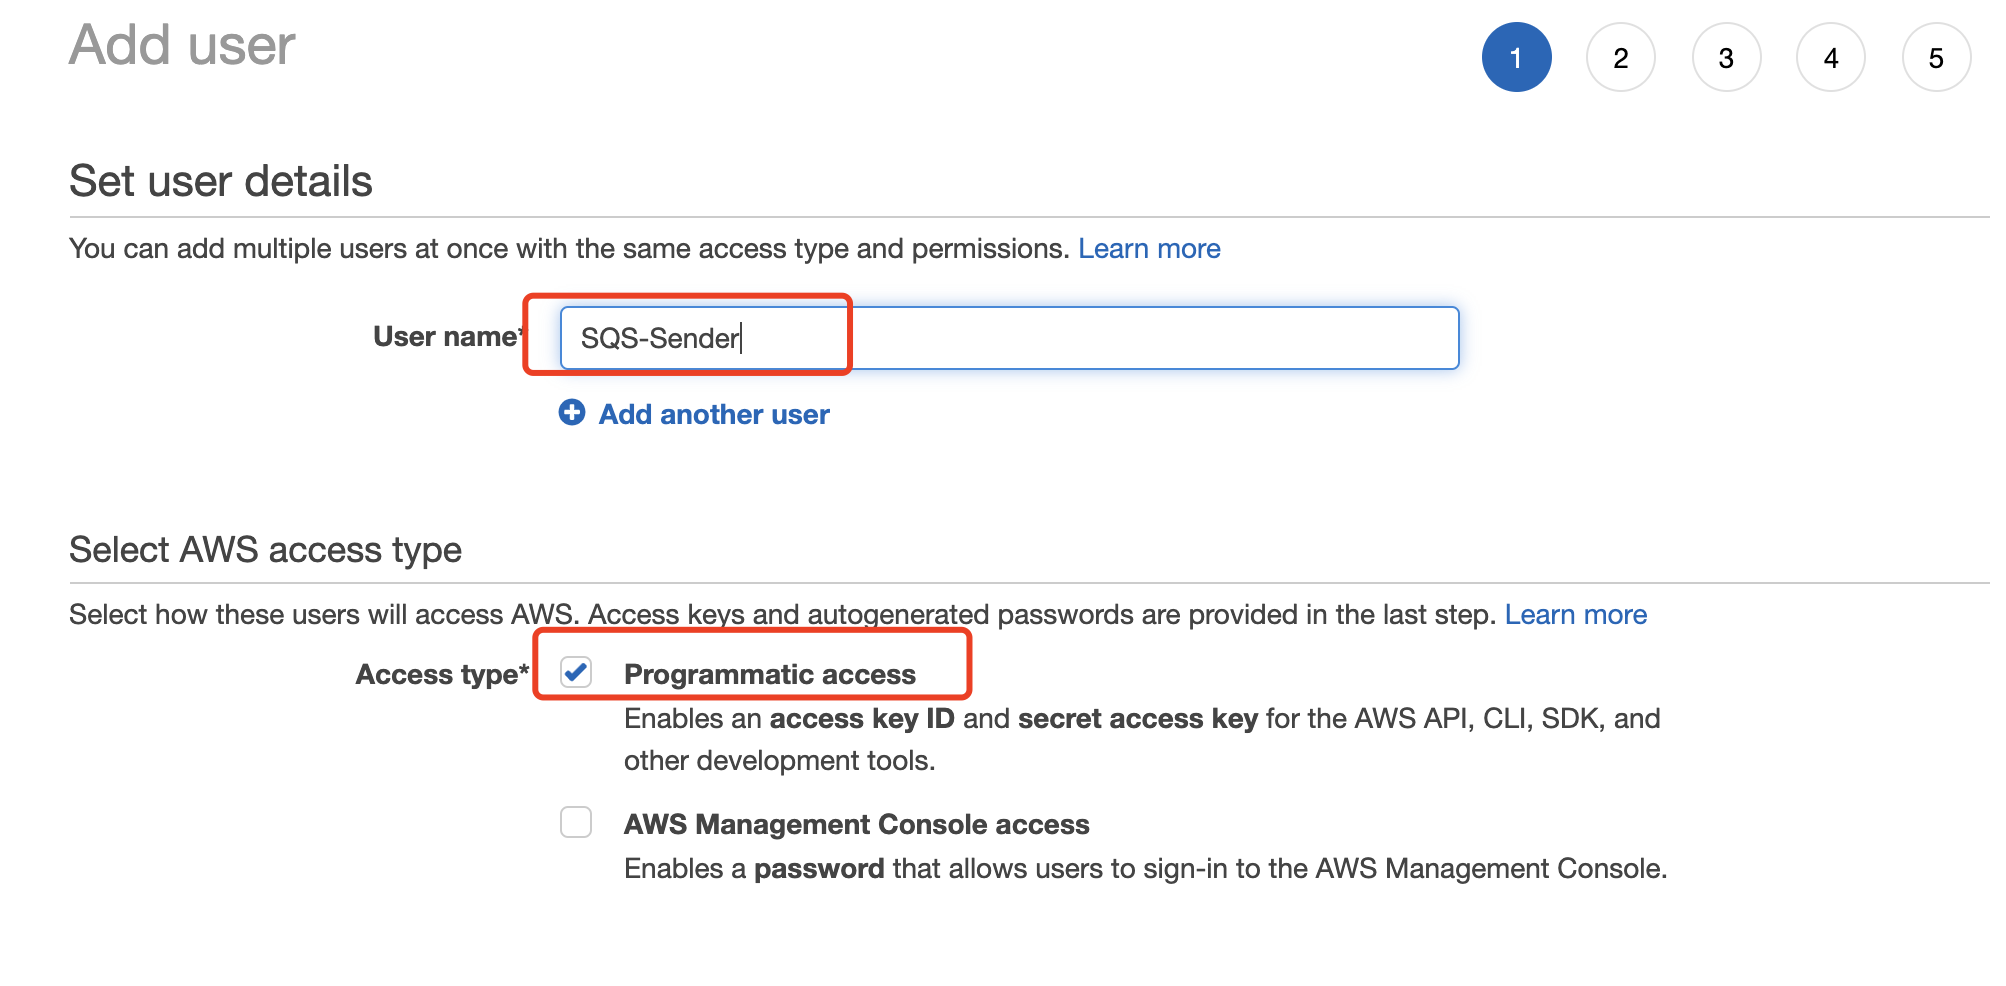 Add user
1 2 3 4 5
Set user details
You can add multiple users at once with the same access type and permissions. Learn more
User name* SQS-Sender
Add another user
Select AWS access type
Select how these users will access AWS. Access keys and autogenerated passwords are provided in the last step. Learn more
Access type* Programmatic access
Enables an access key ID and secret access key for the AWS API, CLI, SDK, and
other development tools.
AWS Management Console access
Enables a password that allows users to sign-in to the AWS Management Console.